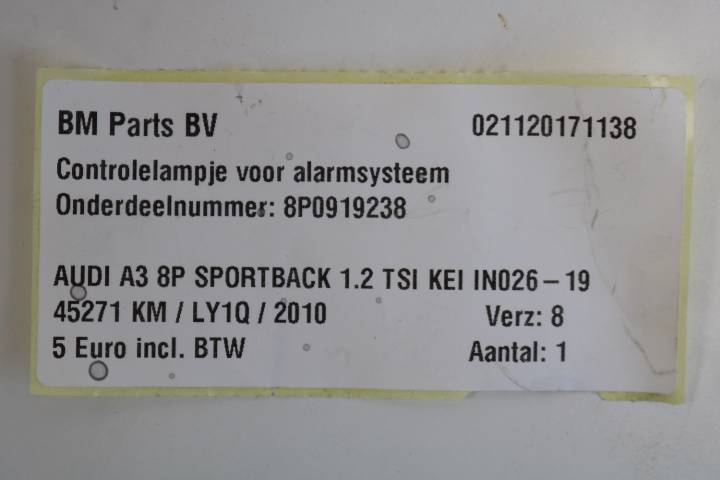 BM Parts BV 021120171138
Controlelampje voor alarmsysteem
Onderdeelnummer: 8P0919238
AUDI A3 8P SPORTBACK 1.2 TSI KEI IN026-19
45271 KM / LY1Q / 2010 Verz: 8
5 Euro incl. BTW Aantal: 1